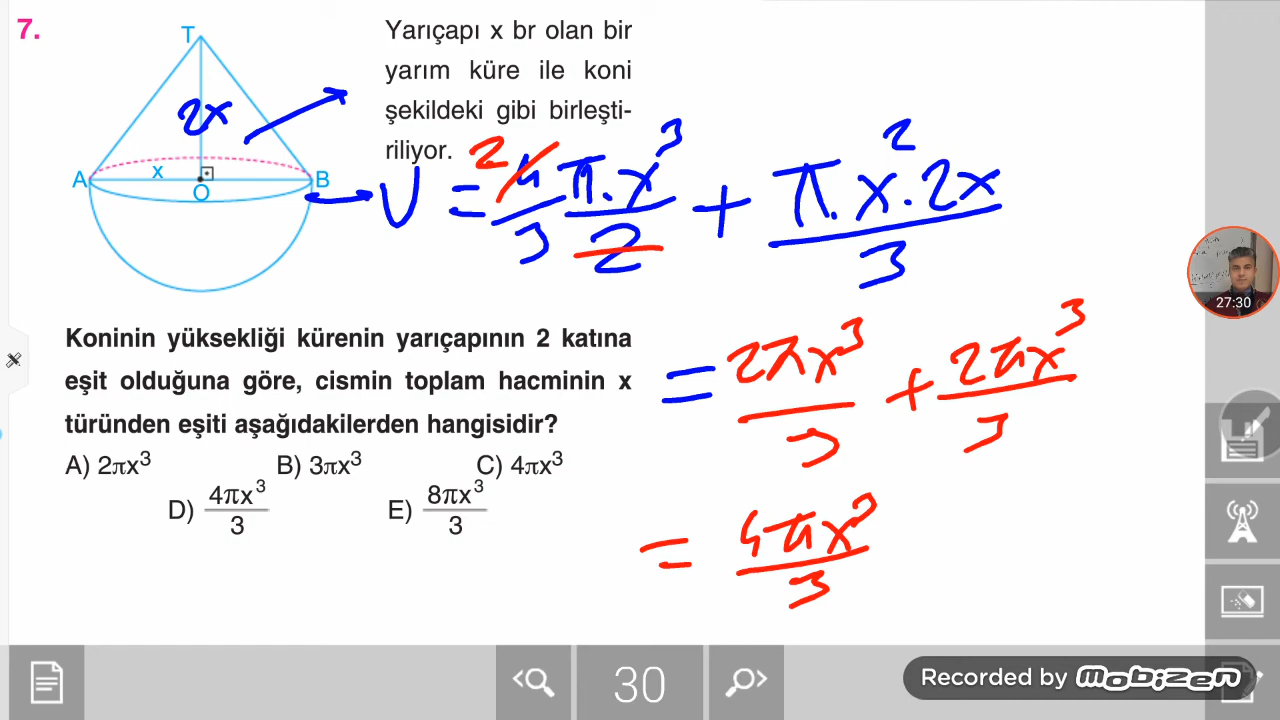 7.
T
2x
x
A
O
B
Yarıçapı x br olan bir
yarım küre ile koni
şekildeki gibi birleşti-
riliyor.
V = 2 4/3 π.x³/2 + π.x².2x/3
= 2πx³/3 + 2πx³/3
= 4πx³/3
Koninin yüksekliği kürenin yarıçapının 2 katına
eşit olduğuna göre, cismin toplam hacminin x
türünden eşiti aşağıdakilerden hangisidir?
A) 2πx³ B) 3πx³ C) 4πx³
D) 4πx³/3 E) 8πx³/3
27:30
30
Recorded by mobizen